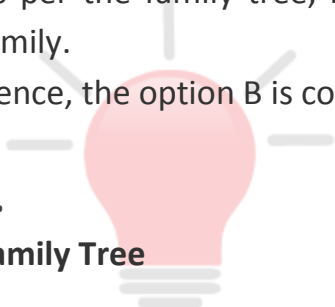 per the family tree,
mily.
ence, the option B is co
amily Tree